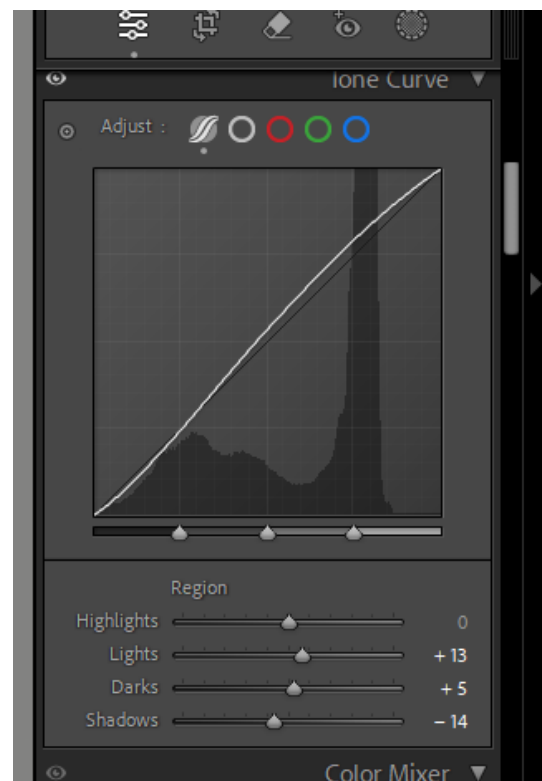 Tone Curve
Adjust :
Region
Highlights 0
Lights + 13
Darks + 5
Shadows – 14
Color Mixer